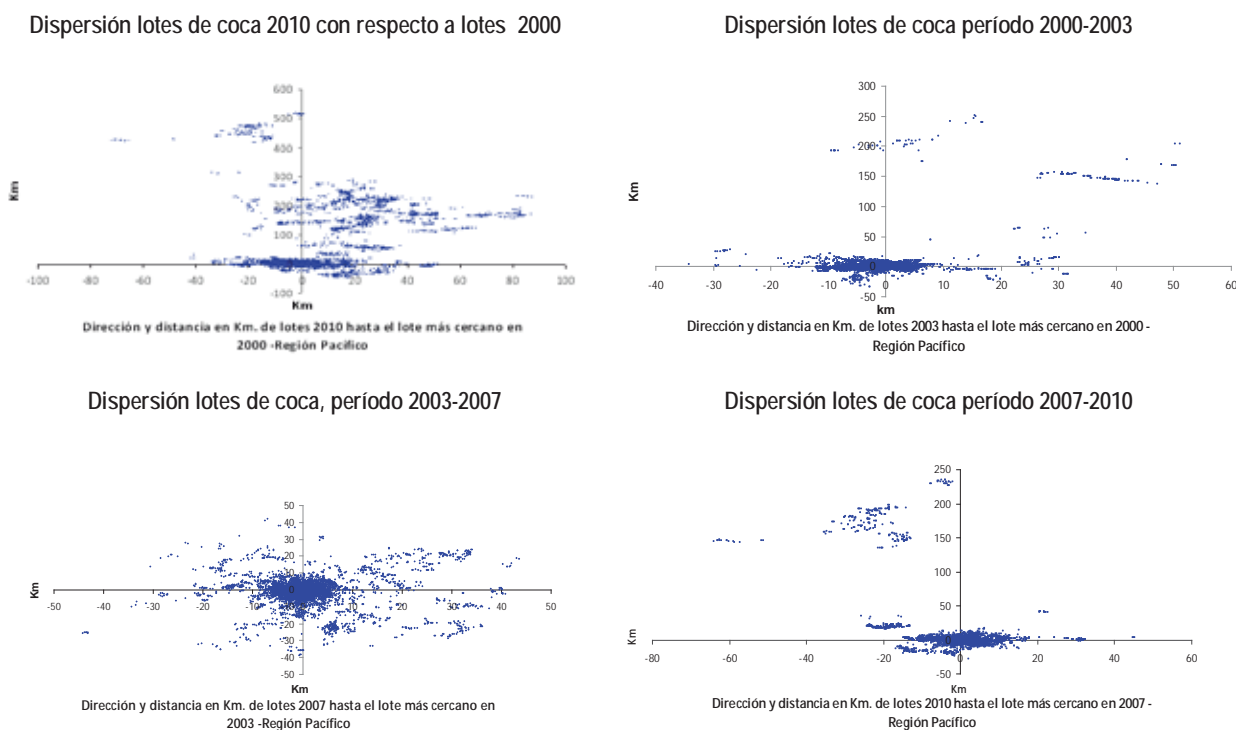 Dispersión lotes de coca 2010 con respecto a lotes 2000
600
500
400
300
200
100
0
-100
-100 -80 -60 -40 -20 0 20 40 60 80 100
Km
Km
Dirección y distancia en Km. de lotes 2010 hasta el lote más cercano en
2000 -Región Pacífico
Dispersión lotes de coca período 2000-2003
300
250
200
150
100
50
0
-50
-40 -30 -20 -10 0 10 20 30 40 50 60
Km
km
Dirección y distancia en Km. de lotes 2003 hasta el lote más cercano en 2000 -
Región Pacífico
Dispersión lotes de coca, período 2003-2007
50
40
30
20
10
0
-10
-20
-30
-40
-50
-50 -40 -30 -20 -10 0 10 20 30 40 50
Km
Km
Dirección y distancia en Km. de lotes 2007 hasta el lote más cercano en
2003 -Región Pacífico
Dispersión lotes de coca período 2007-2010
250
200
150
100
50
0
-50
-80 -60 -40 -20 0 20 40 60
Km
Km
Dirección y distancia en Km. de lotes 2010 hasta el lote más cercano en 2007 -
Región Pacífico